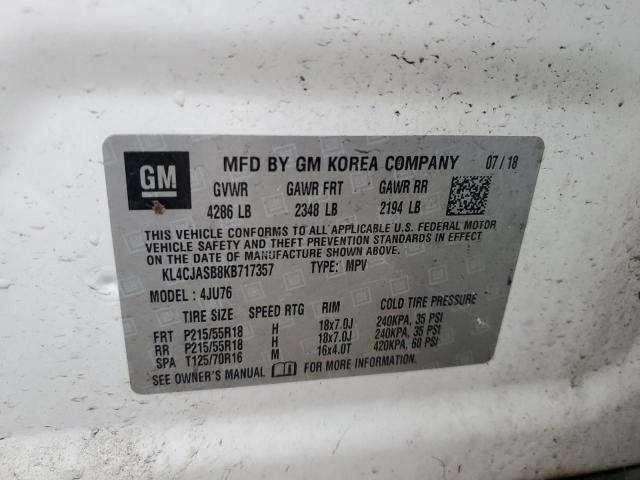 GM
MFD BY GM KOREA COMPANY 07/18
GVWR GAWR FRT GAWR RR
4286 LB 2348 LB 2194 LB
THIS VEHICLE CONFORMS TO ALL APPLICABLE U.S. FEDERAL MOTOR
VEHICLE SAFETY AND THEFT PREVENTION STANDARDS IN EFFECT ON
THE DATE OF MANUFACTURE SHOWN ABOVE.
KL4CJASB8KB717357 TYPE: MPV
MODEL: 4JU76
TIRE SIZE SPEED RTG RIM COLD TIRE PRESSURE
FRT P215/55R18 H 18x7.0J 240KPA, 35 PSI
RR P215/55R18 H 18x7.0J 240KPA, 35 PSI
SPA T125/70R16 M 16x4.0T 420KPA, 60 PSI
SEE OWNER'S MANUAL FOR MORE INFORMATION.